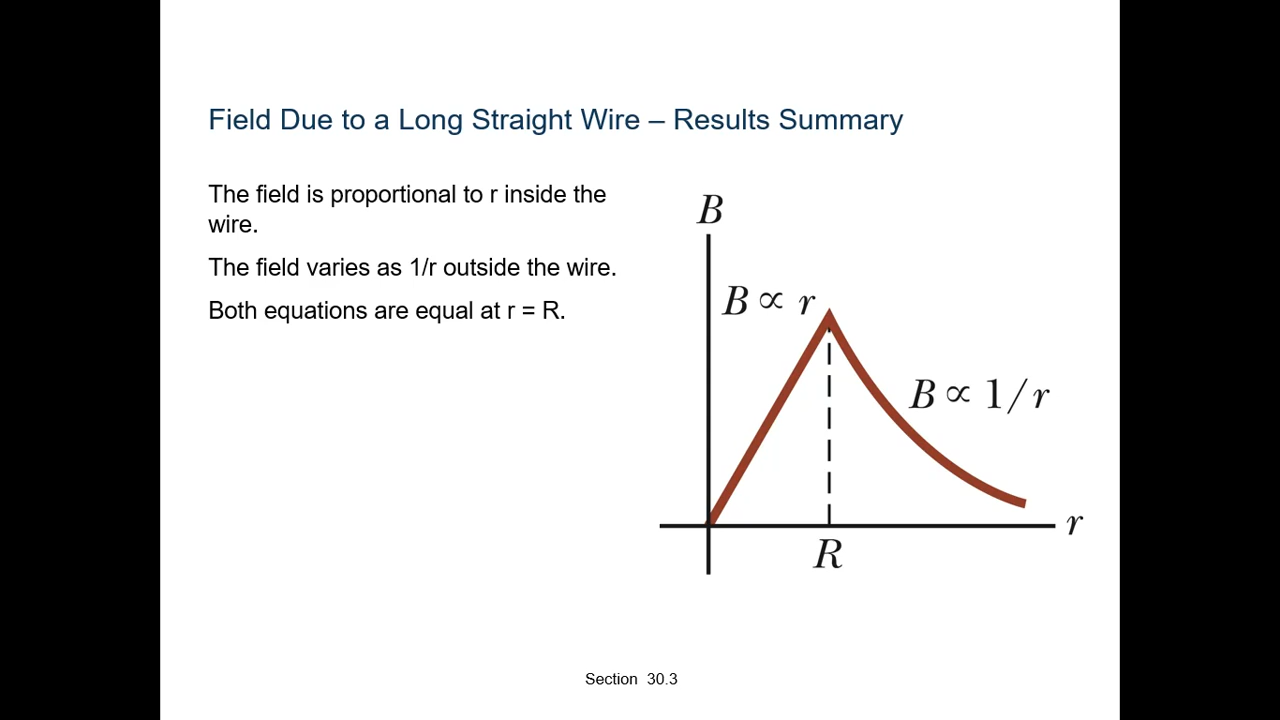 Field Due to a Long Straight Wire – Results Summary
The field is proportional to r inside the
wire.
The field varies as 1/r outside the wire.
Both equations are equal at r = R.
B
B ∝ r
B ∝ 1/r
r
R
Section 30.3